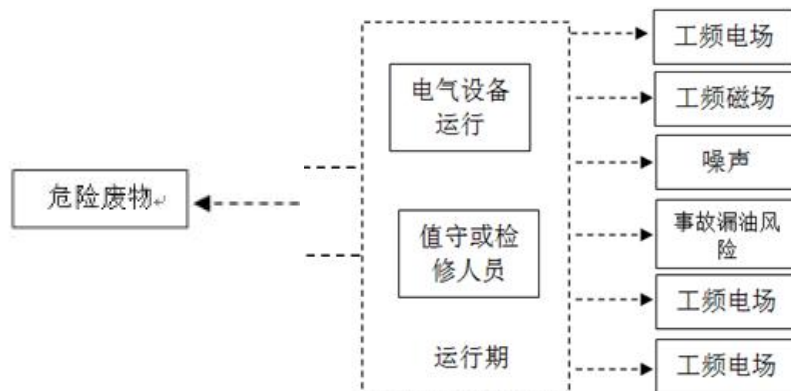 危险废物
电气设备
运行
值守或检
修人员
运行期
工频电场
工频磁场
噪声
事故漏油风
险
工频电场
工频电场